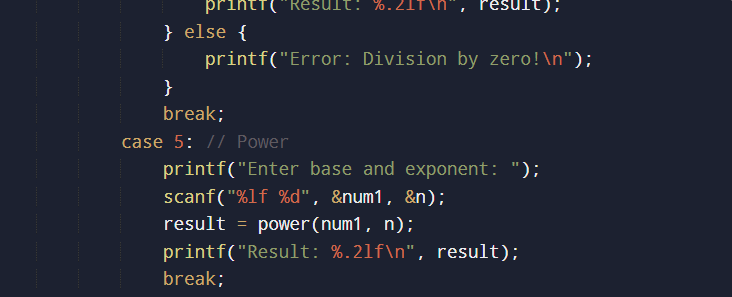 printf("Result: %.2lf\n", result);
} else {
printf("Error: Division by zero!\n");
}
break;
case 5: // Power
printf("Enter base and exponent: ");
scanf("%lf %d", &num1, &n);
result = power(num1, n);
printf("Result: %.2lf\n", result);
break;